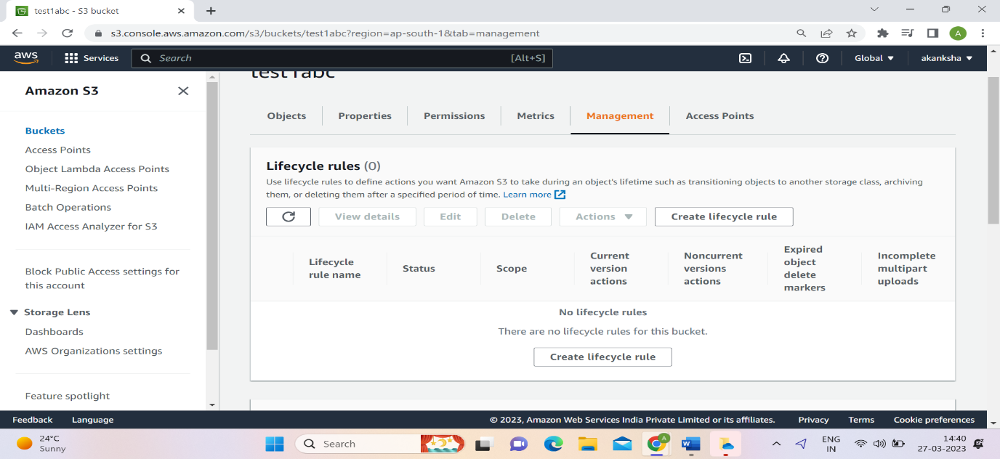 test1abc - S3 bucket
s3.console.aws.amazon.com/s3/buckets/test1abc?region=ap-south-1&tab=management
A
aws
Services
Search
[Alt+S]
Global
akanksha
Amazon S3
Buckets
Access Points
Object Lambda Access Points
Multi-Region Access Points
Batch Operations
IAM Access Analyzer for S3
Block Public Access settings for
this account
Storage Lens
Dashboards
AWS Organizations settings
Feature spotlight
test1abc
Objects
Properties
Permissions
Metrics
Management
Access Points
Lifecycle rules (0)
Use lifecycle rules to define actions you want Amazon S3 to take during an object's lifetime such as transitioning objects to another storage class, archiving
them, or deleting them after a specified period of time. Learn more
View details
Edit
Delete
Actions
Create lifecycle rule
Lifecycle
rule name
Status
Scope
Current
version
actions
Noncurrent
versions
actions
Expired
object
delete
markers
Incomplete
multipart
uploads
No lifecycle rules
There are no lifecycle rules for this bucket.
Create lifecycle rule
Feedback
Language
© 2023, Amazon Web Services India Private Limited or its affiliates.
Privacy
Terms
Cookie preferences
24°C
Sunny
Search
A
W
ENG
IN
14:40
27-03-2023